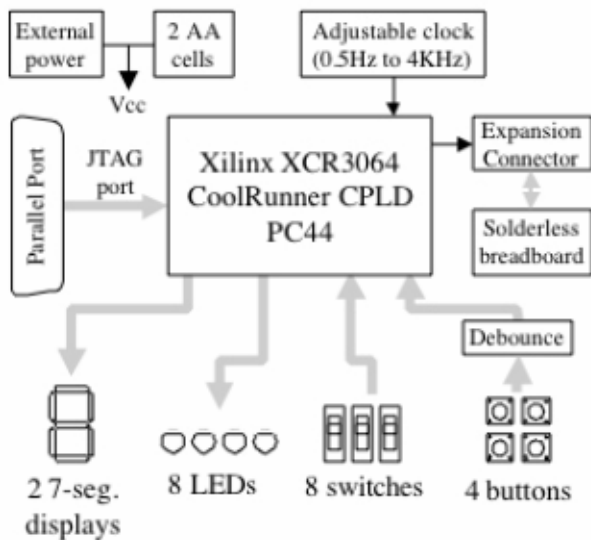 External
power
2 AA
cells
Adjustable clock
(0.5Hz to 4KHz)
Vcc
Parallel Port
JTAG
port
Xilinx XCR3064
CoolRunner CPLD
PC44
Expansion
Connector
Solderless
breadboard
Debounce
2 7-seg.
displays
8 LEDs
8 switches
4 buttons